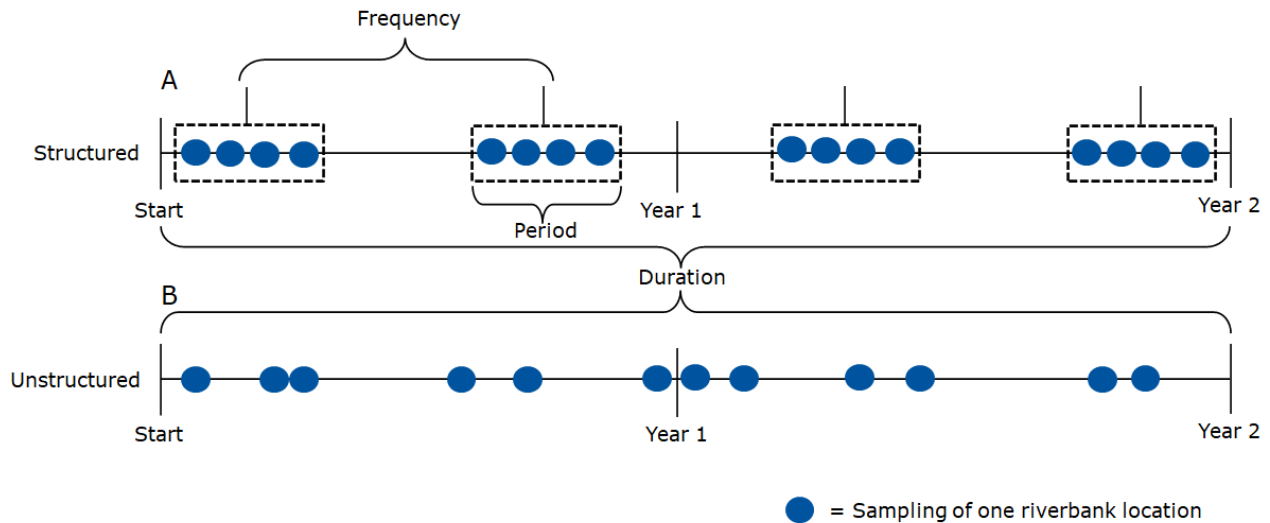 Frequency
A
Structured
Start
Period
Year 1
Year 2
Duration
B
Unstructured
Start
Year 1
Year 2
= Sampling of one riverbank location